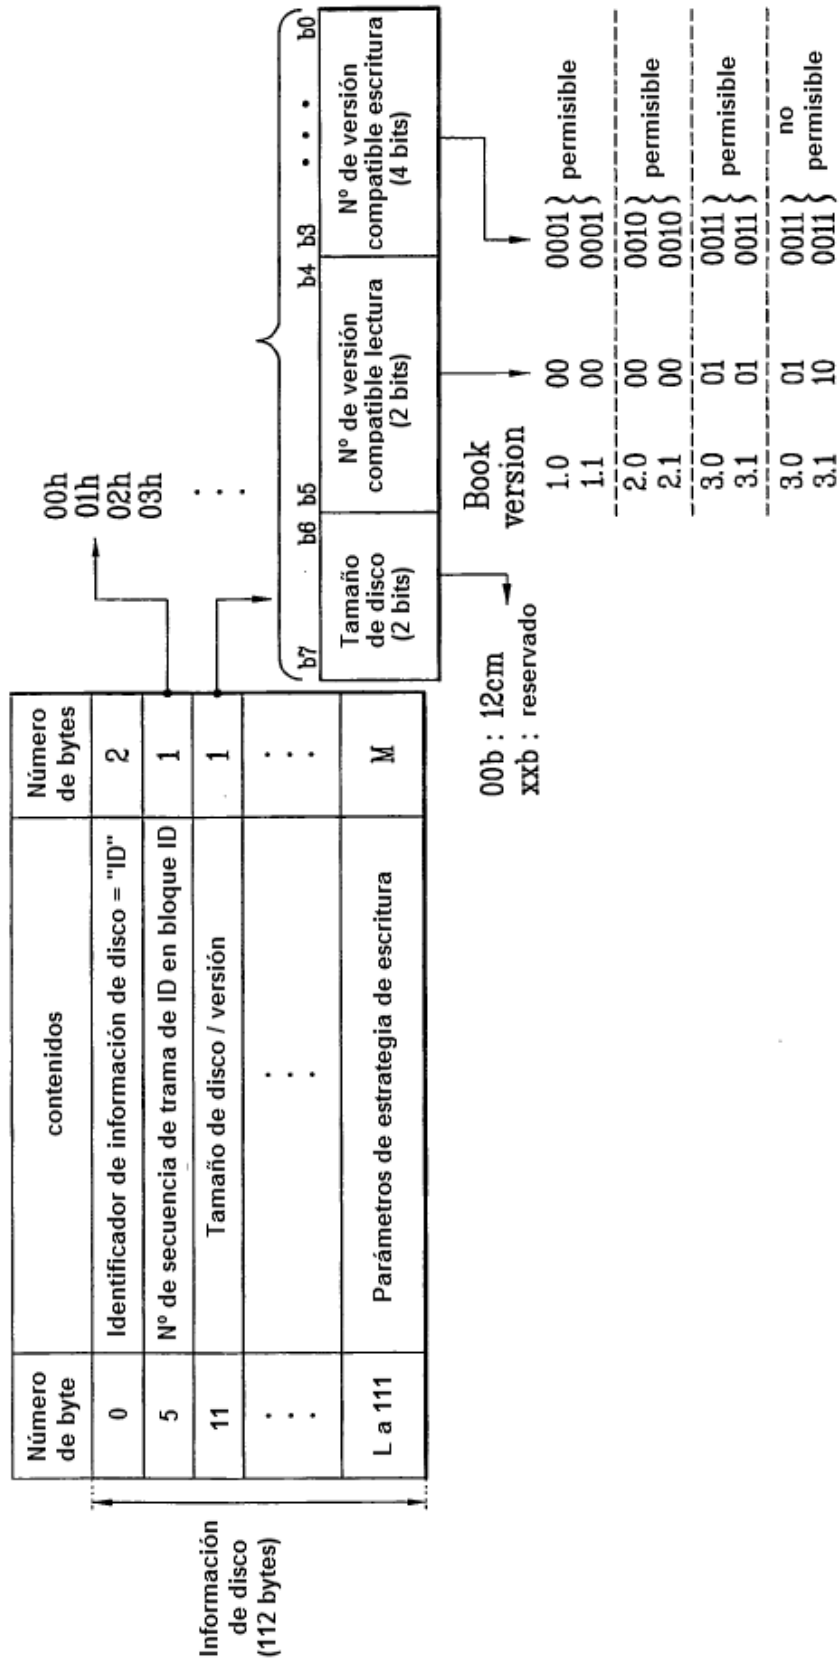 Información
de disco
(112 bytes)
Número
de byte
contenidos
Número
de bytes
0
Identificador de información de disco = "ID"
2
5
Nº de secuencia de trama de ID en bloque ID
1
11
Tamaño de disco / versión
1
L a 111
Parámetros de estrategia de escritura
M
00h
01h
02h
03h
b7 b6 b5 b4 b3 b0
Tamaño
de disco
(2 bits)
Nº de versión
compatible lectura
(2 bits)
Nº de versión
compatible escritura
(4 bits)
00b : 12cm
xxb : reservado
Book
version
1.0 00 0001 } permisible
1.1 00 0001 }
2.0 00 0010 } permisible
2.1 00 0010 }
3.0 01 0011 } permisible
3.1 01 0011 }
3.0 01 0011 } no
3.1 10 0011 } permisible